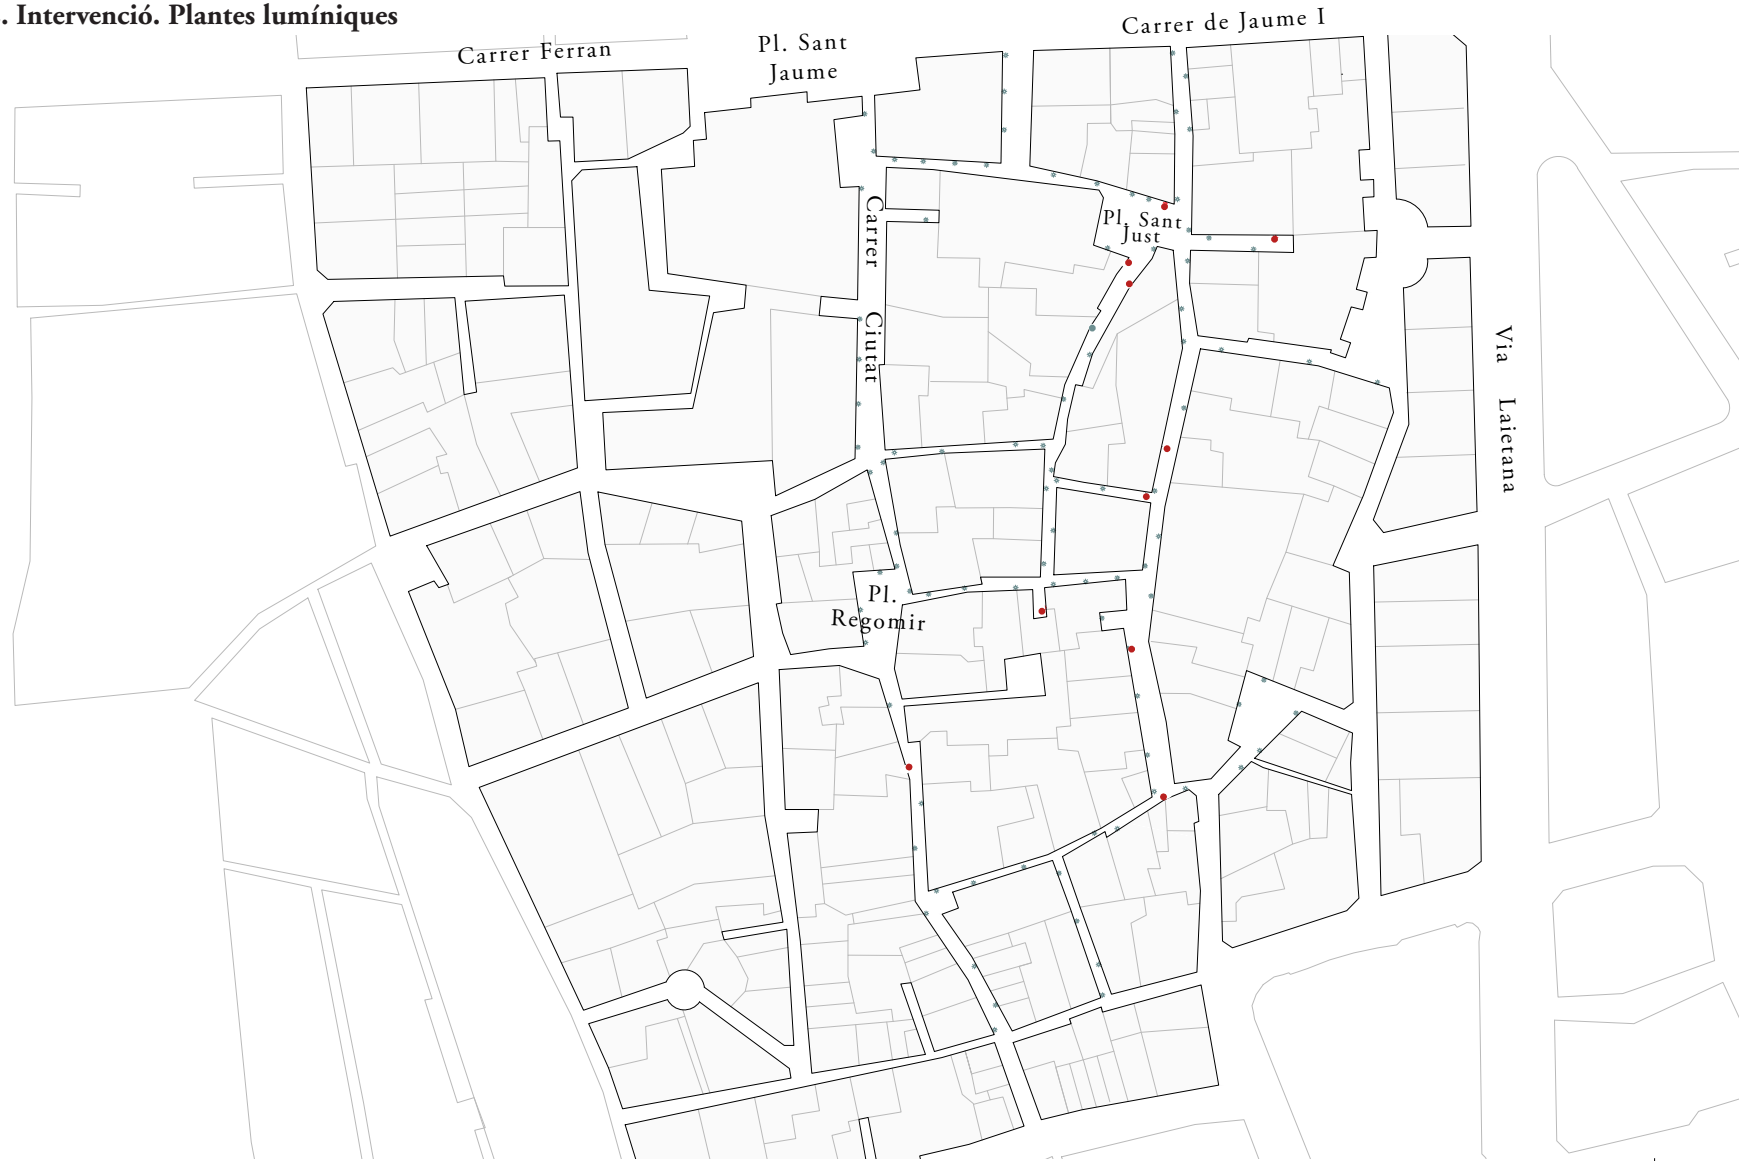 . Intervenció. Plantes lumíniques
Carrer Ferran
Pl. Sant
Jaume
Carrer de Jaume I
Carrer
Ciutat
Pl. Sant
Just
Via
Laietana
Pl.
Regomir